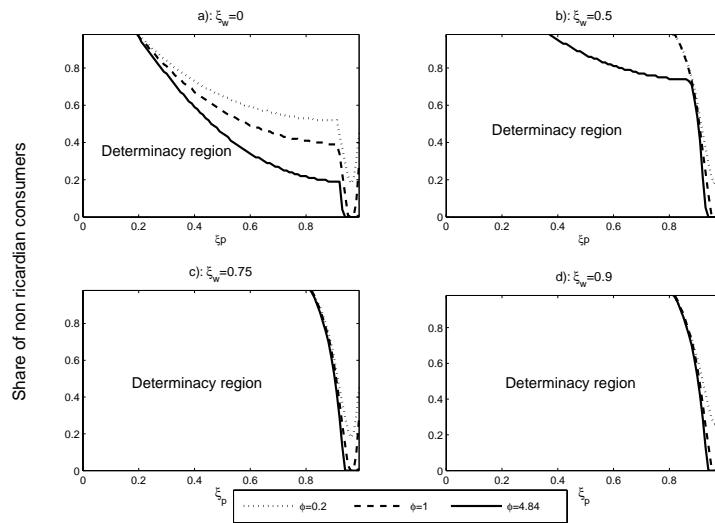 a): ξw=0
b): ξw=0.5
Share of non ricardian consumers
0.8
0.6
0.4
0.2
0
Determinacy region
0 0.2 0.4 0.6 0.8
ξp
0.8
0.6
0.4
0.2
0
Determinacy region
0 0.2 0.4 0.6 0.8
ξp
c): ξw=0.75
d): ξw=0.9
0.8
0.6
0.4
0.2
0
Determinacy region
0 0.2 0.4 0.6 0.8
ξp
0.8
0.6
0.4
0.2
0
Determinacy region
0 0.2 0.4 0.6 0.8
ξp
φ=0.2 φ=1 φ=4.84